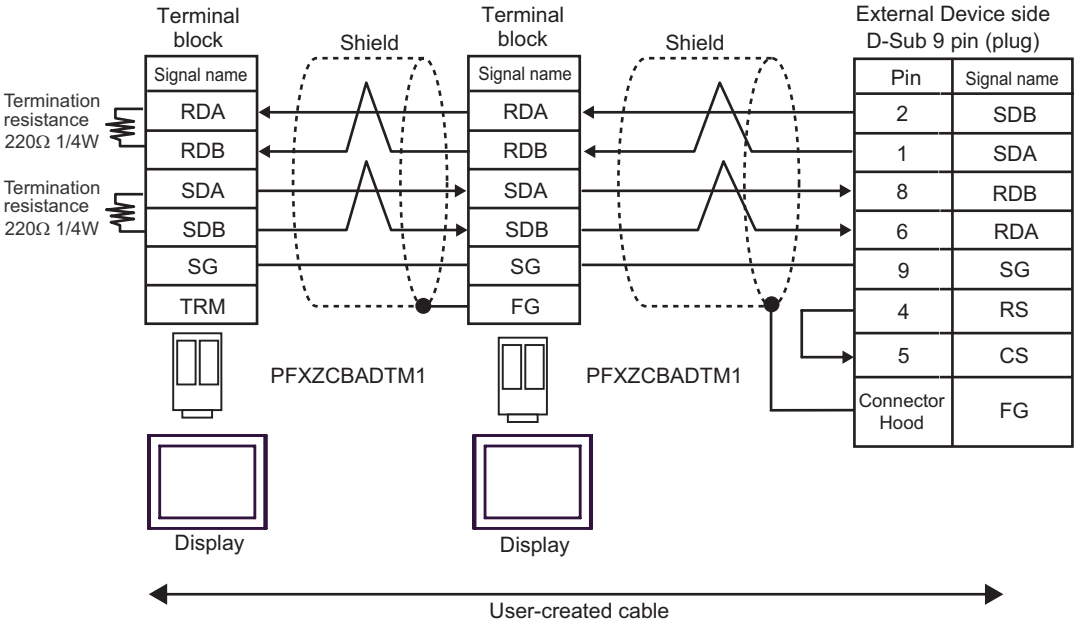 Terminal
block
Shield
Terminal
block
Shield
External Device side
D-Sub 9 pin (plug)
Signal name
Signal name
Pin
Signal name
Termination
resistance
220Ω 1/4W
RDA
RDA
2
SDB
RDB
RDB
1
SDA
Termination
resistance
220Ω 1/4W
SDA
SDA
8
RDB
SDB
SDB
6
RDA
SG
SG
9
SG
TRM
FG
4
RS
5
CS
PFXZCBADTM1
PFXZCBADTM1
Connector
Hood
FG
Display
Display
User-created cable